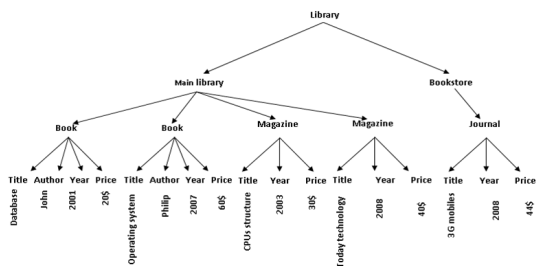 Library
Main library Bookstore
Book Book Magazine Magazine Journal
Title Author Year Price Title Author Year Price Title Year Price Title Year Price Title Year Price
Database John 2001 20$ Operating system Philip 2007 60$ CPUs structure 2003 30$ Today technology 2008 40$ 3G mobiles 2008 44$